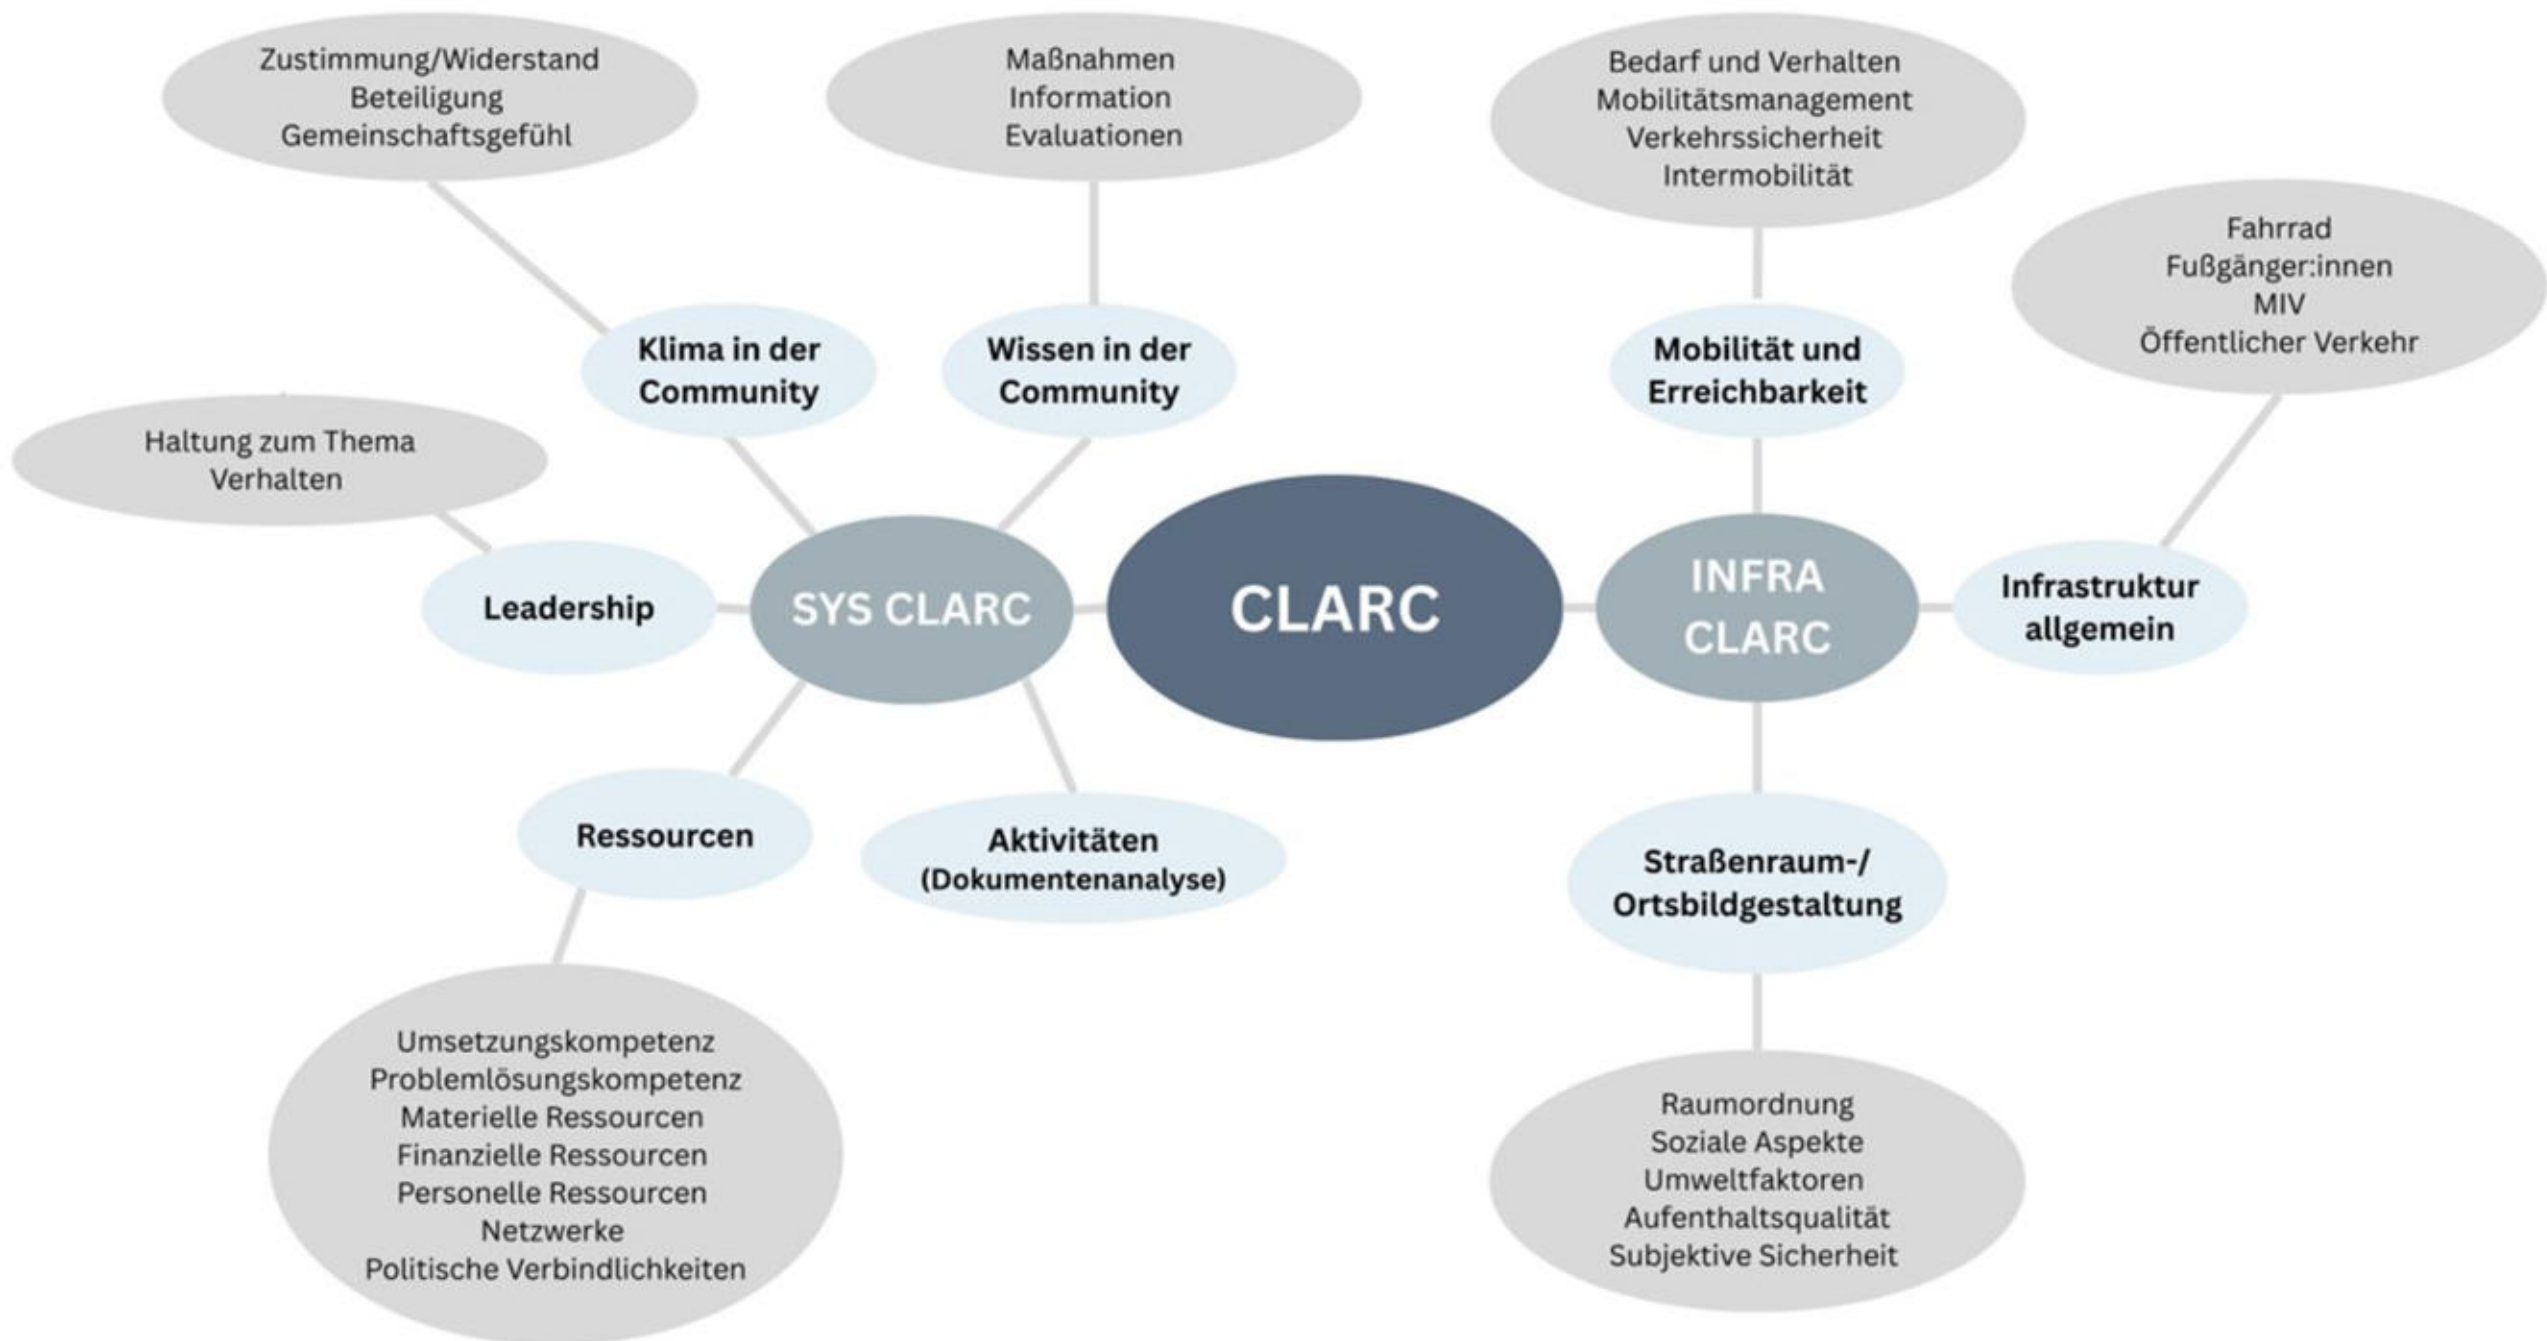 Zustimmung/Widerstand
Beteiligung
Gemeinschaftsgefühl
Maßnahmen
Information
Evaluationen
Bedarf und Verhalten
Mobilitätsmanagement
Verkehrssicherheit
Intermobilität
Fahrrad
Fußgänger:innen
MIV
Öffentlicher Verkehr
Klima in der
Community
Wissen in der
Community
Mobilität und
Erreichbarkeit
Haltung zum Thema
Verhalten
Leadership
SYS CLARC
CLARC
INFRA
CLARC
Infrastruktur
allgemein
Ressourcen
Aktivitäten
(Dokumentenanalyse)
Straßenraum-/
Ortsbildgestaltung
Umsetzungskompetenz
Problemlösungskompetenz
Materielle Ressourcen
Finanzielle Ressourcen
Personelle Ressourcen
Netzwerke
Politische Verbindlichkeiten
Raumordnung
Soziale Aspekte
Umweltfaktoren
Aufenthaltsqualität
Subjektive Sicherheit